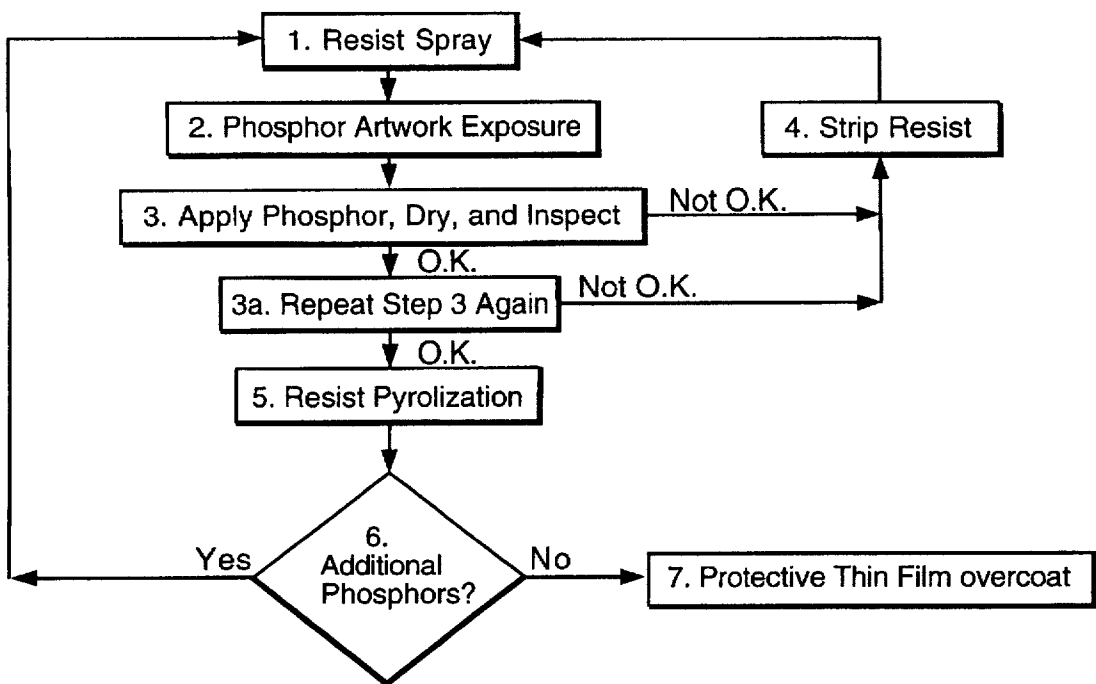 1. Resist Spray
2. Phosphor Artwork Exposure
4. Strip Resist
3. Apply Phosphor, Dry, and Inspect
Not O.K.
O.K.
3a. Repeat Step 3 Again
Not O.K.
O.K.
5. Resist Pyrolization
6.
Additional
Phosphors?
Yes
No
7. Protective Thin Film overcoat